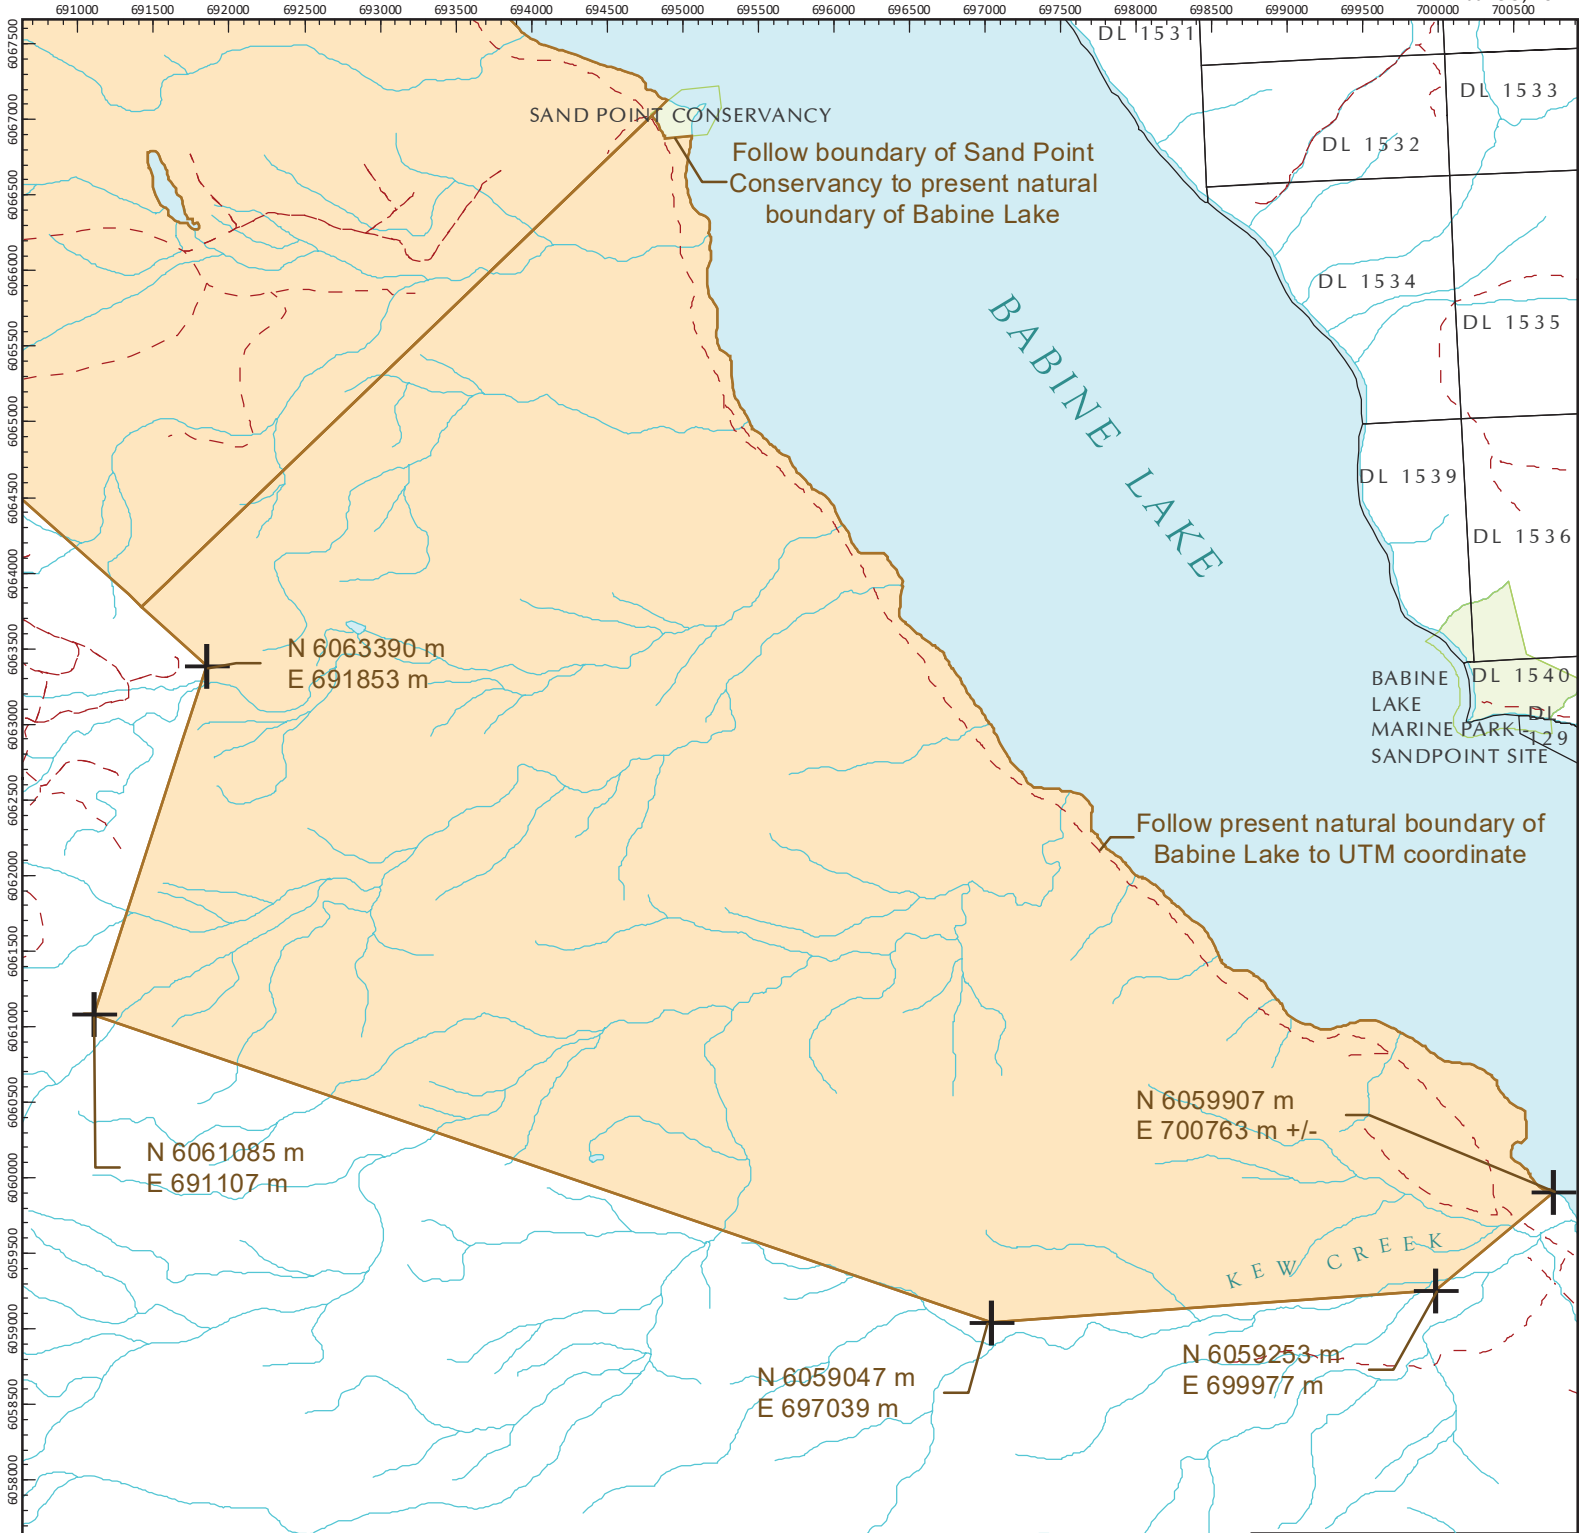 691000 691500 692000 692500 693000 693500 694000 694500 695000 695500 696000 696500 697000 697500 698000 698500 699000 699500 700000 700500
6067500
6067000
6066500
6066000
6065500
6065000
6064500
6064000
6063500
6063000
6062500
6062000
6061500
6061000
6060500
6060000
6059500
6059000
6058500
6058000
DL 1531
DL 1533
SAND POINT CONSERVANCY
DL 1532
Follow boundary of Sand Point
Conservancy to present natural
boundary of Babine Lake
DL 1534
DL 1535
BABINE LAKE
DL 1539
DL 1536
N 6063390 m
E 691853 m
BABINE
LAKE
MARINE PARK -
SANDPOINT SITE
DL 1540
DL
129
Follow present natural boundary of
Babine Lake to UTM coordinate
N 6059907 m
E 700763 m +/-
N 6061085 m
E 691107 m
KEW CREEK
N 6059253 m
E 699977 m
N 6059047 m
E 697039 m